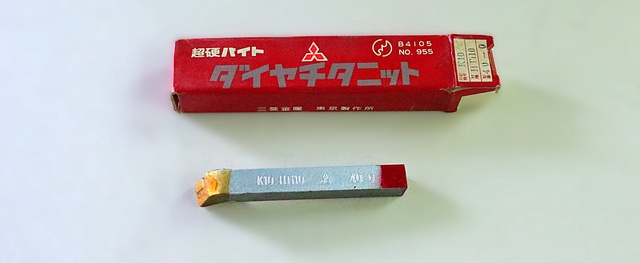 超硬バイト
B4105
NO. 955
ダイヤチタニット
三菱金属 東京製作所
K10